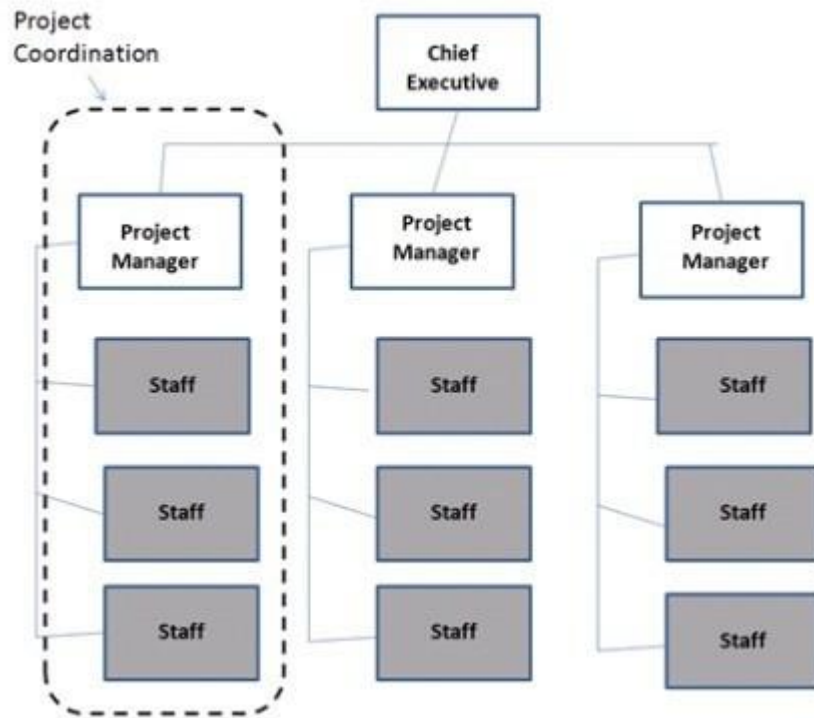 Project
Coordination
Chief
Executive
Project
Manager
Project
Manager
Project
Manager
Staff
Staff
Staff
Staff
Staff
Staff
Staff
Staff
Staff